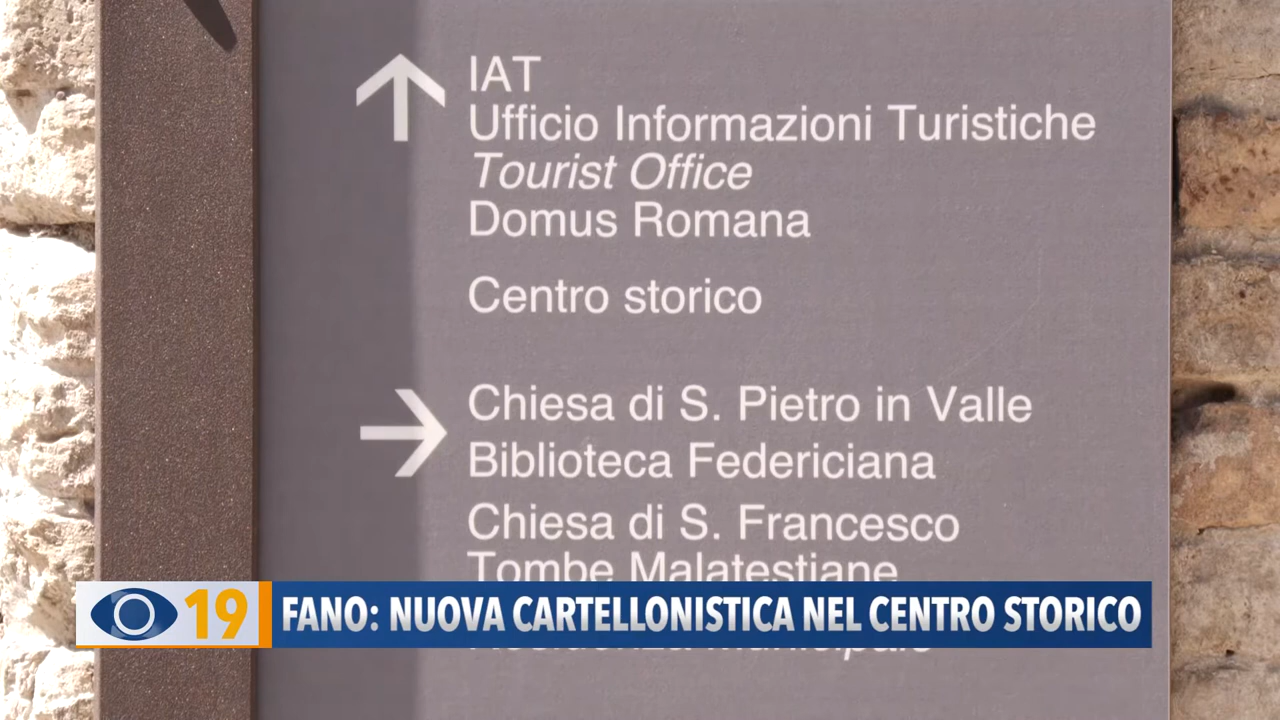 IAT
Ufficio Informazioni Turistiche
Tourist Office
Domus Romana
Centro storico
Chiesa di S. Pietro in Valle
Biblioteca Federiciana
Chiesa di S. Francesco
Tombe Malatestiane
19
FANO: NUOVA CARTELLONISTICA NEL CENTRO STORICO